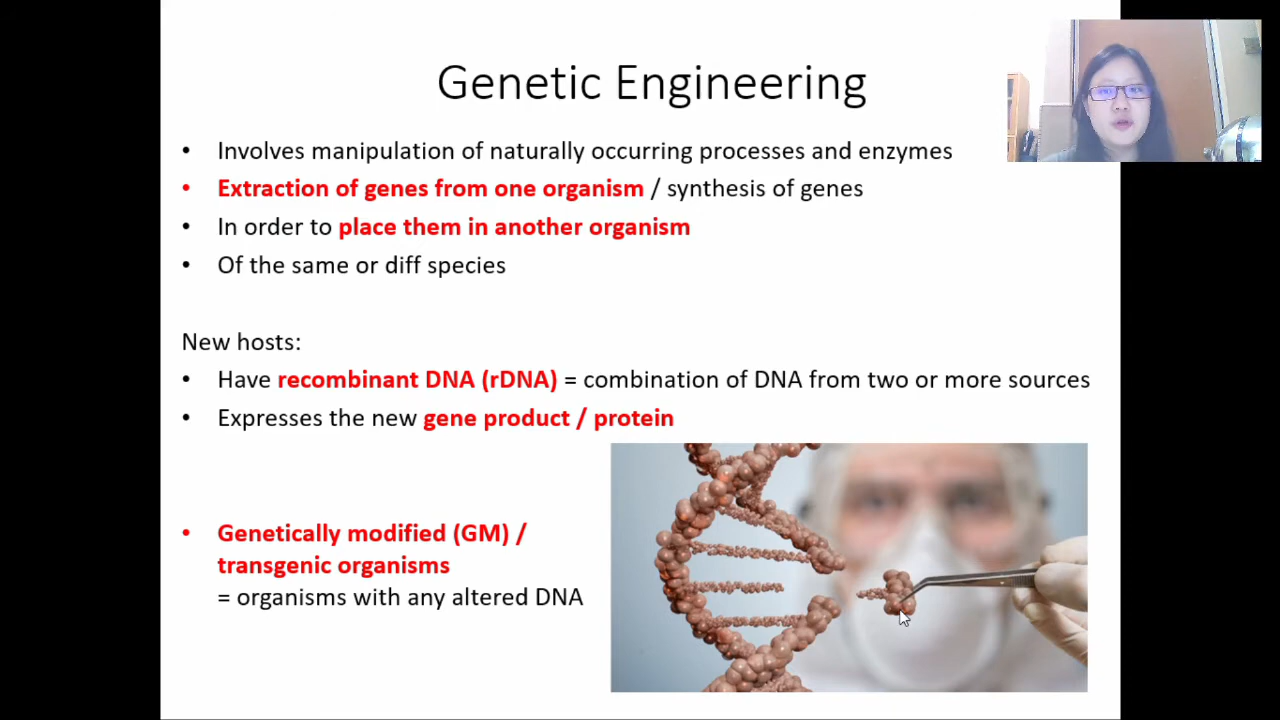 Genetic Engineering
• Involves manipulation of naturally occurring processes and enzymes
• Extraction of genes from one organism / synthesis of genes
• In order to place them in another organism
• Of the same or diff species
New hosts:
• Have recombinant DNA (rDNA) = combination of DNA from two or more sources
• Expresses the new gene product / protein
• Genetically modified (GM) /
transgenic organisms
= organisms with any altered DNA